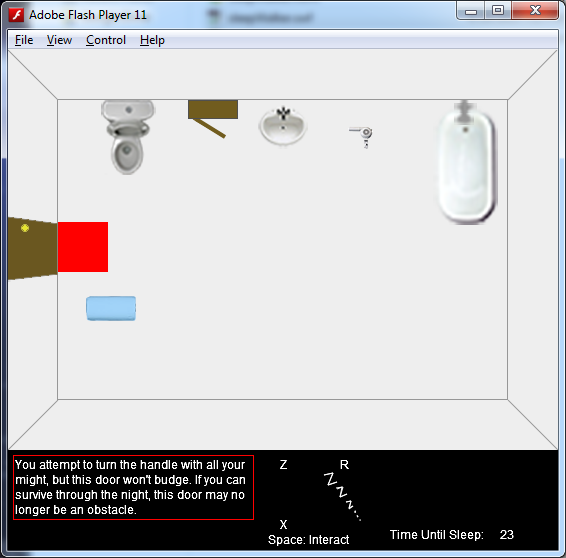 Adobe Flash Player 11
File View Control Help
You attempt to turn the handle with all your
might, but this door won't budge. If you can
survive through the night, this door may no
longer be an obstacle.
Z R
Z z z z . . .
X
Space: Interact
Time Until Sleep: 23